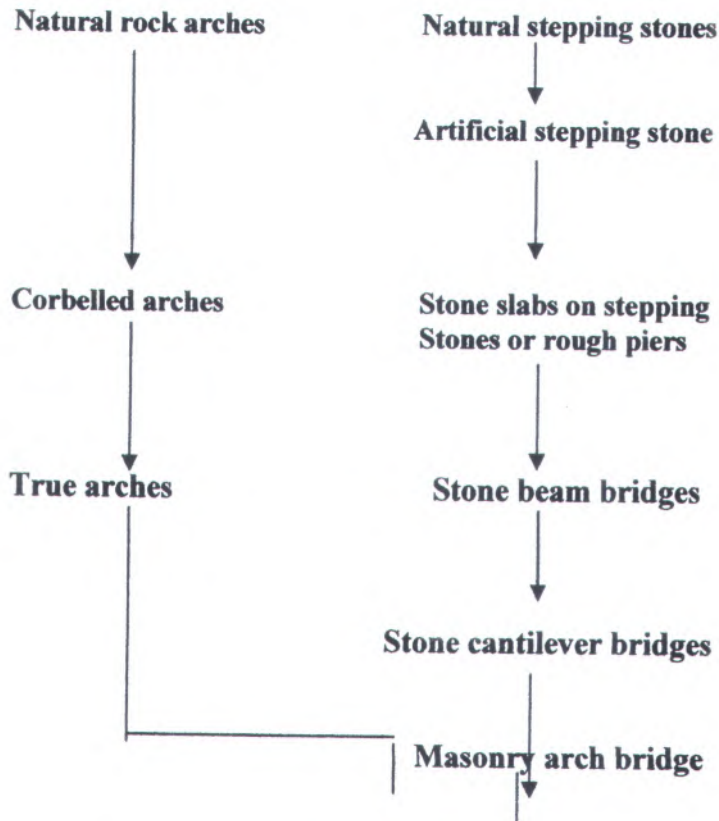 Natural rock arches
Natural stepping stones
Artificial stepping stone
Corbelled arches
Stone slabs on stepping
Stones or rough piers
True arches
Stone beam bridges
Stone cantilever bridges
Masonry arch bridge